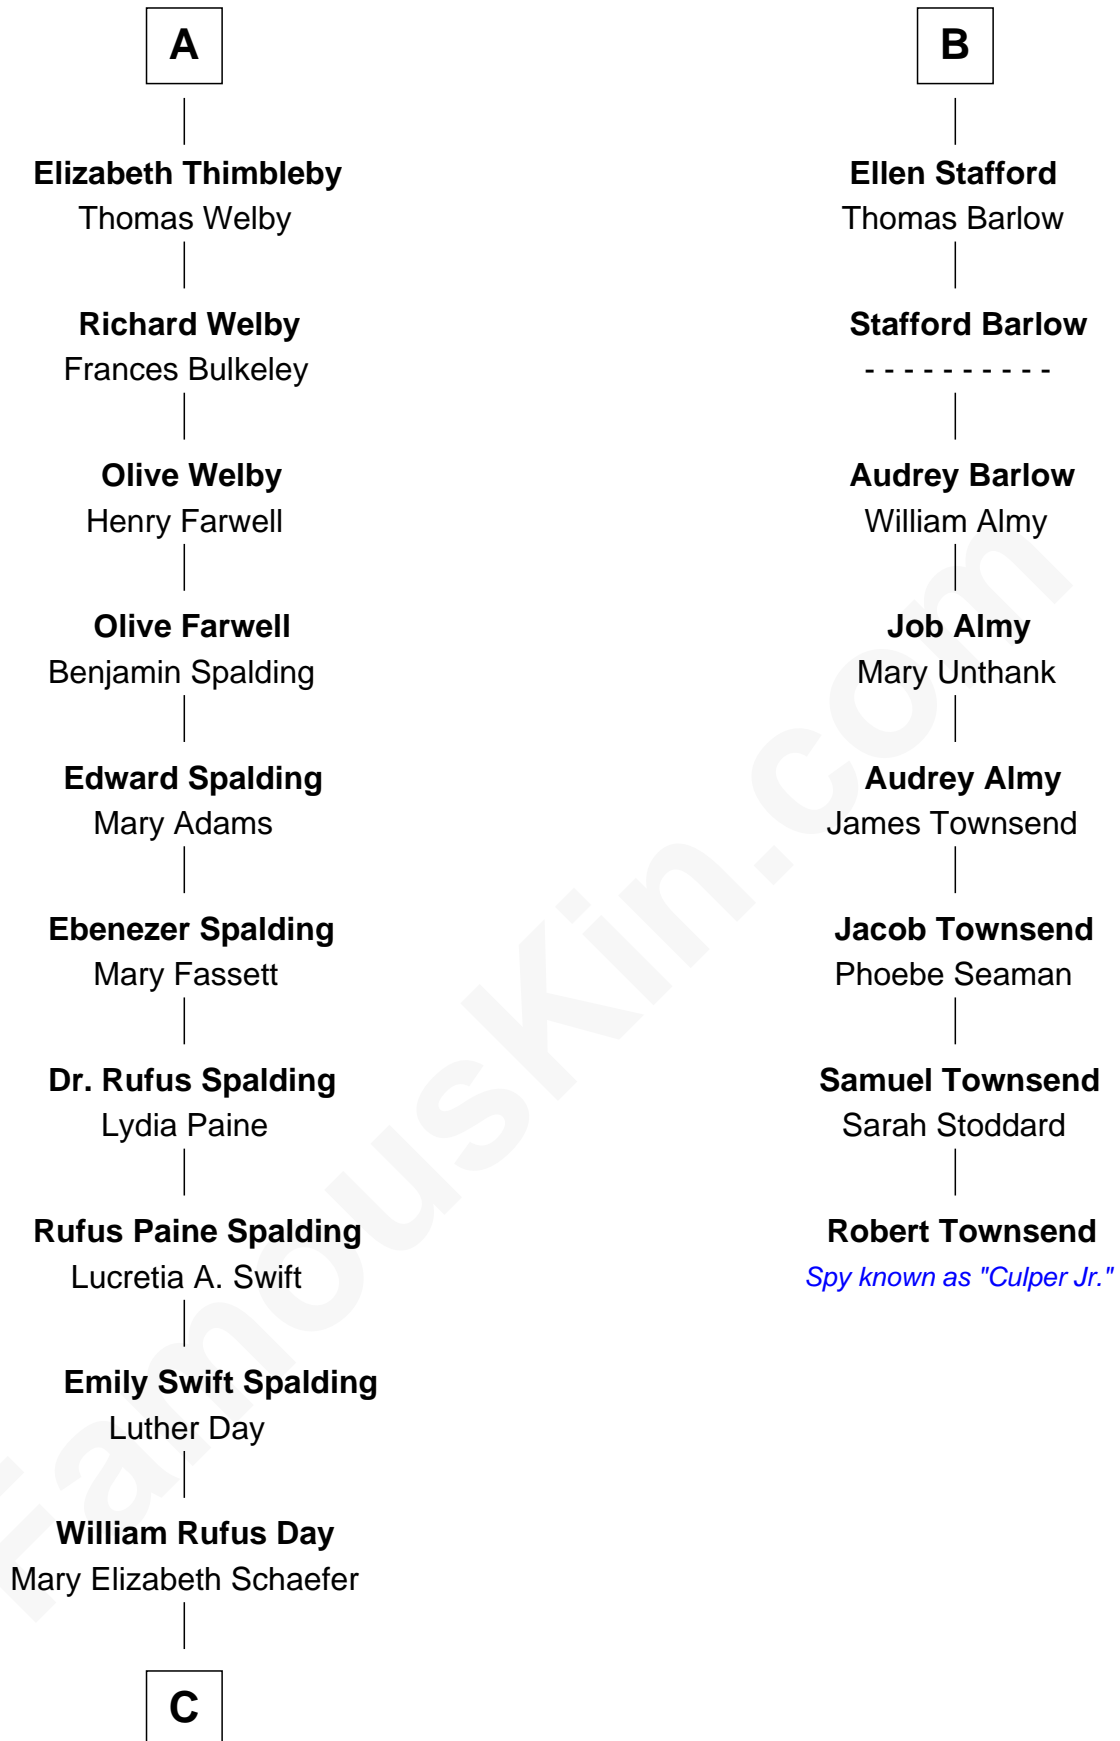 A
Elizabeth Thimbleby
Thomas Welby
Richard Welby
Frances Bulkeley
Olive Welby
Henry Farwell
Olive Farwell
Benjamin Spalding
Edward Spalding
Mary Adams
Ebenezer Spalding
Mary Fassett
Dr. Rufus Spalding
Lydia Paine
Rufus Paine Spalding
Lucretia A. Swift
Emily Swift Spalding
Luther Day
William Rufus Day
Mary Elizabeth Schaefer
C
B
Ellen Stafford
Thomas Barlow
Stafford Barlow
- - - - - - - - - -
Audrey Barlow
William Almy
Job Almy
Mary Unthank
Audrey Almy
James Townsend
Jacob Townsend
Phoebe Seaman
Samuel Townsend
Sarah Stoddard
Robert Townsend
Spy known as "Culper Jr."
FamousKin.com